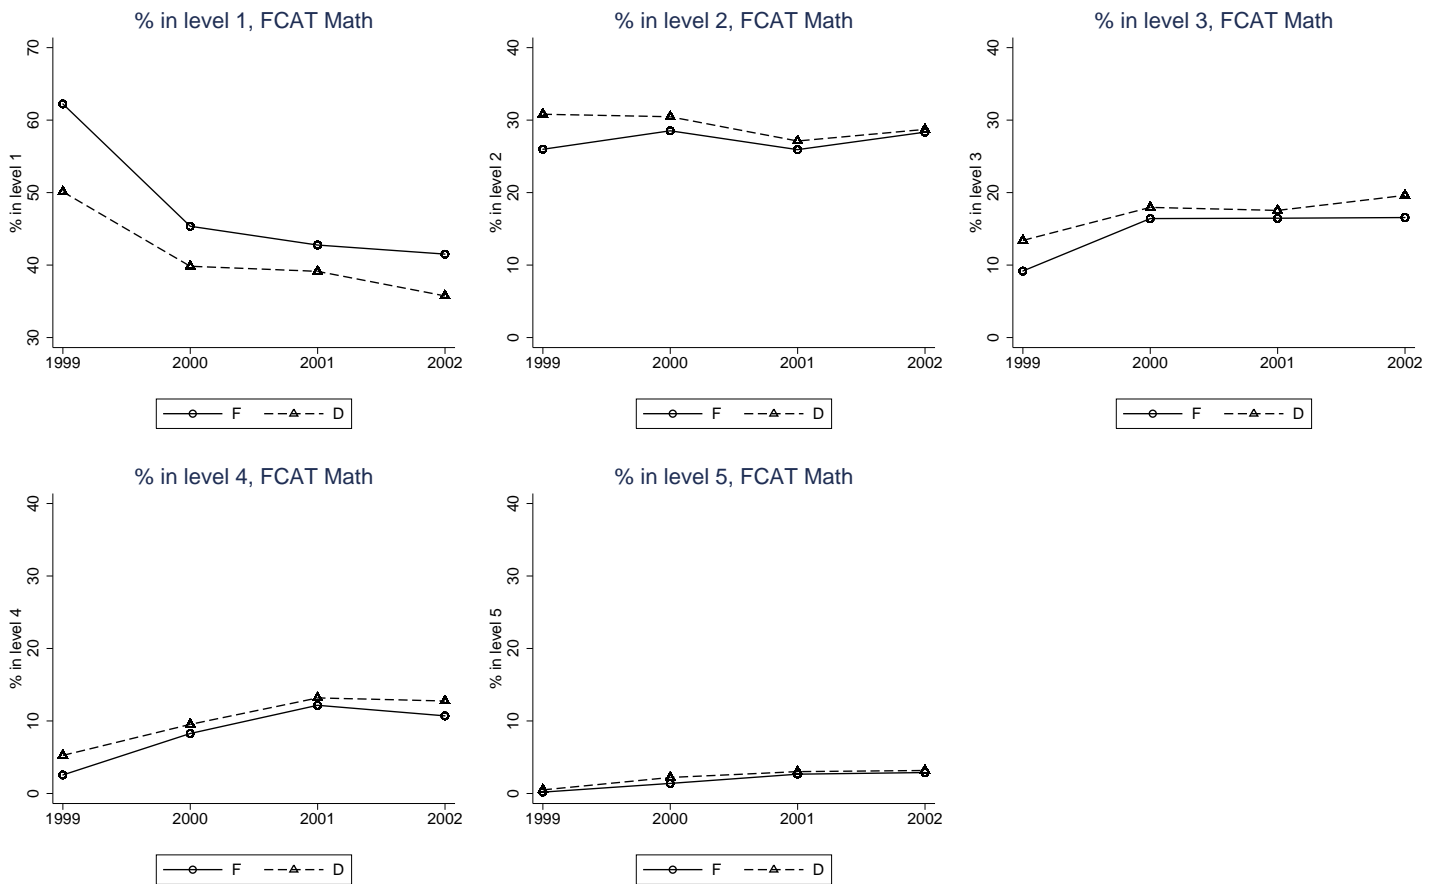 % in level 1, FCAT Math
% in level 1
70
60
50
40
30
1999 2000 2001 2002
F D
% in level 2, FCAT Math
% in level 2
40
30
20
10
0
1999 2000 2001 2002
F D
% in level 3, FCAT Math
% in level 3
40
30
20
10
0
1999 2000 2001 2002
F D
% in level 4, FCAT Math
% in level 4
40
30
20
10
0
1999 2000 2001 2002
F D
% in level 5, FCAT Math
% in level 5
40
30
20
10
0
1999 2000 2001 2002
F D